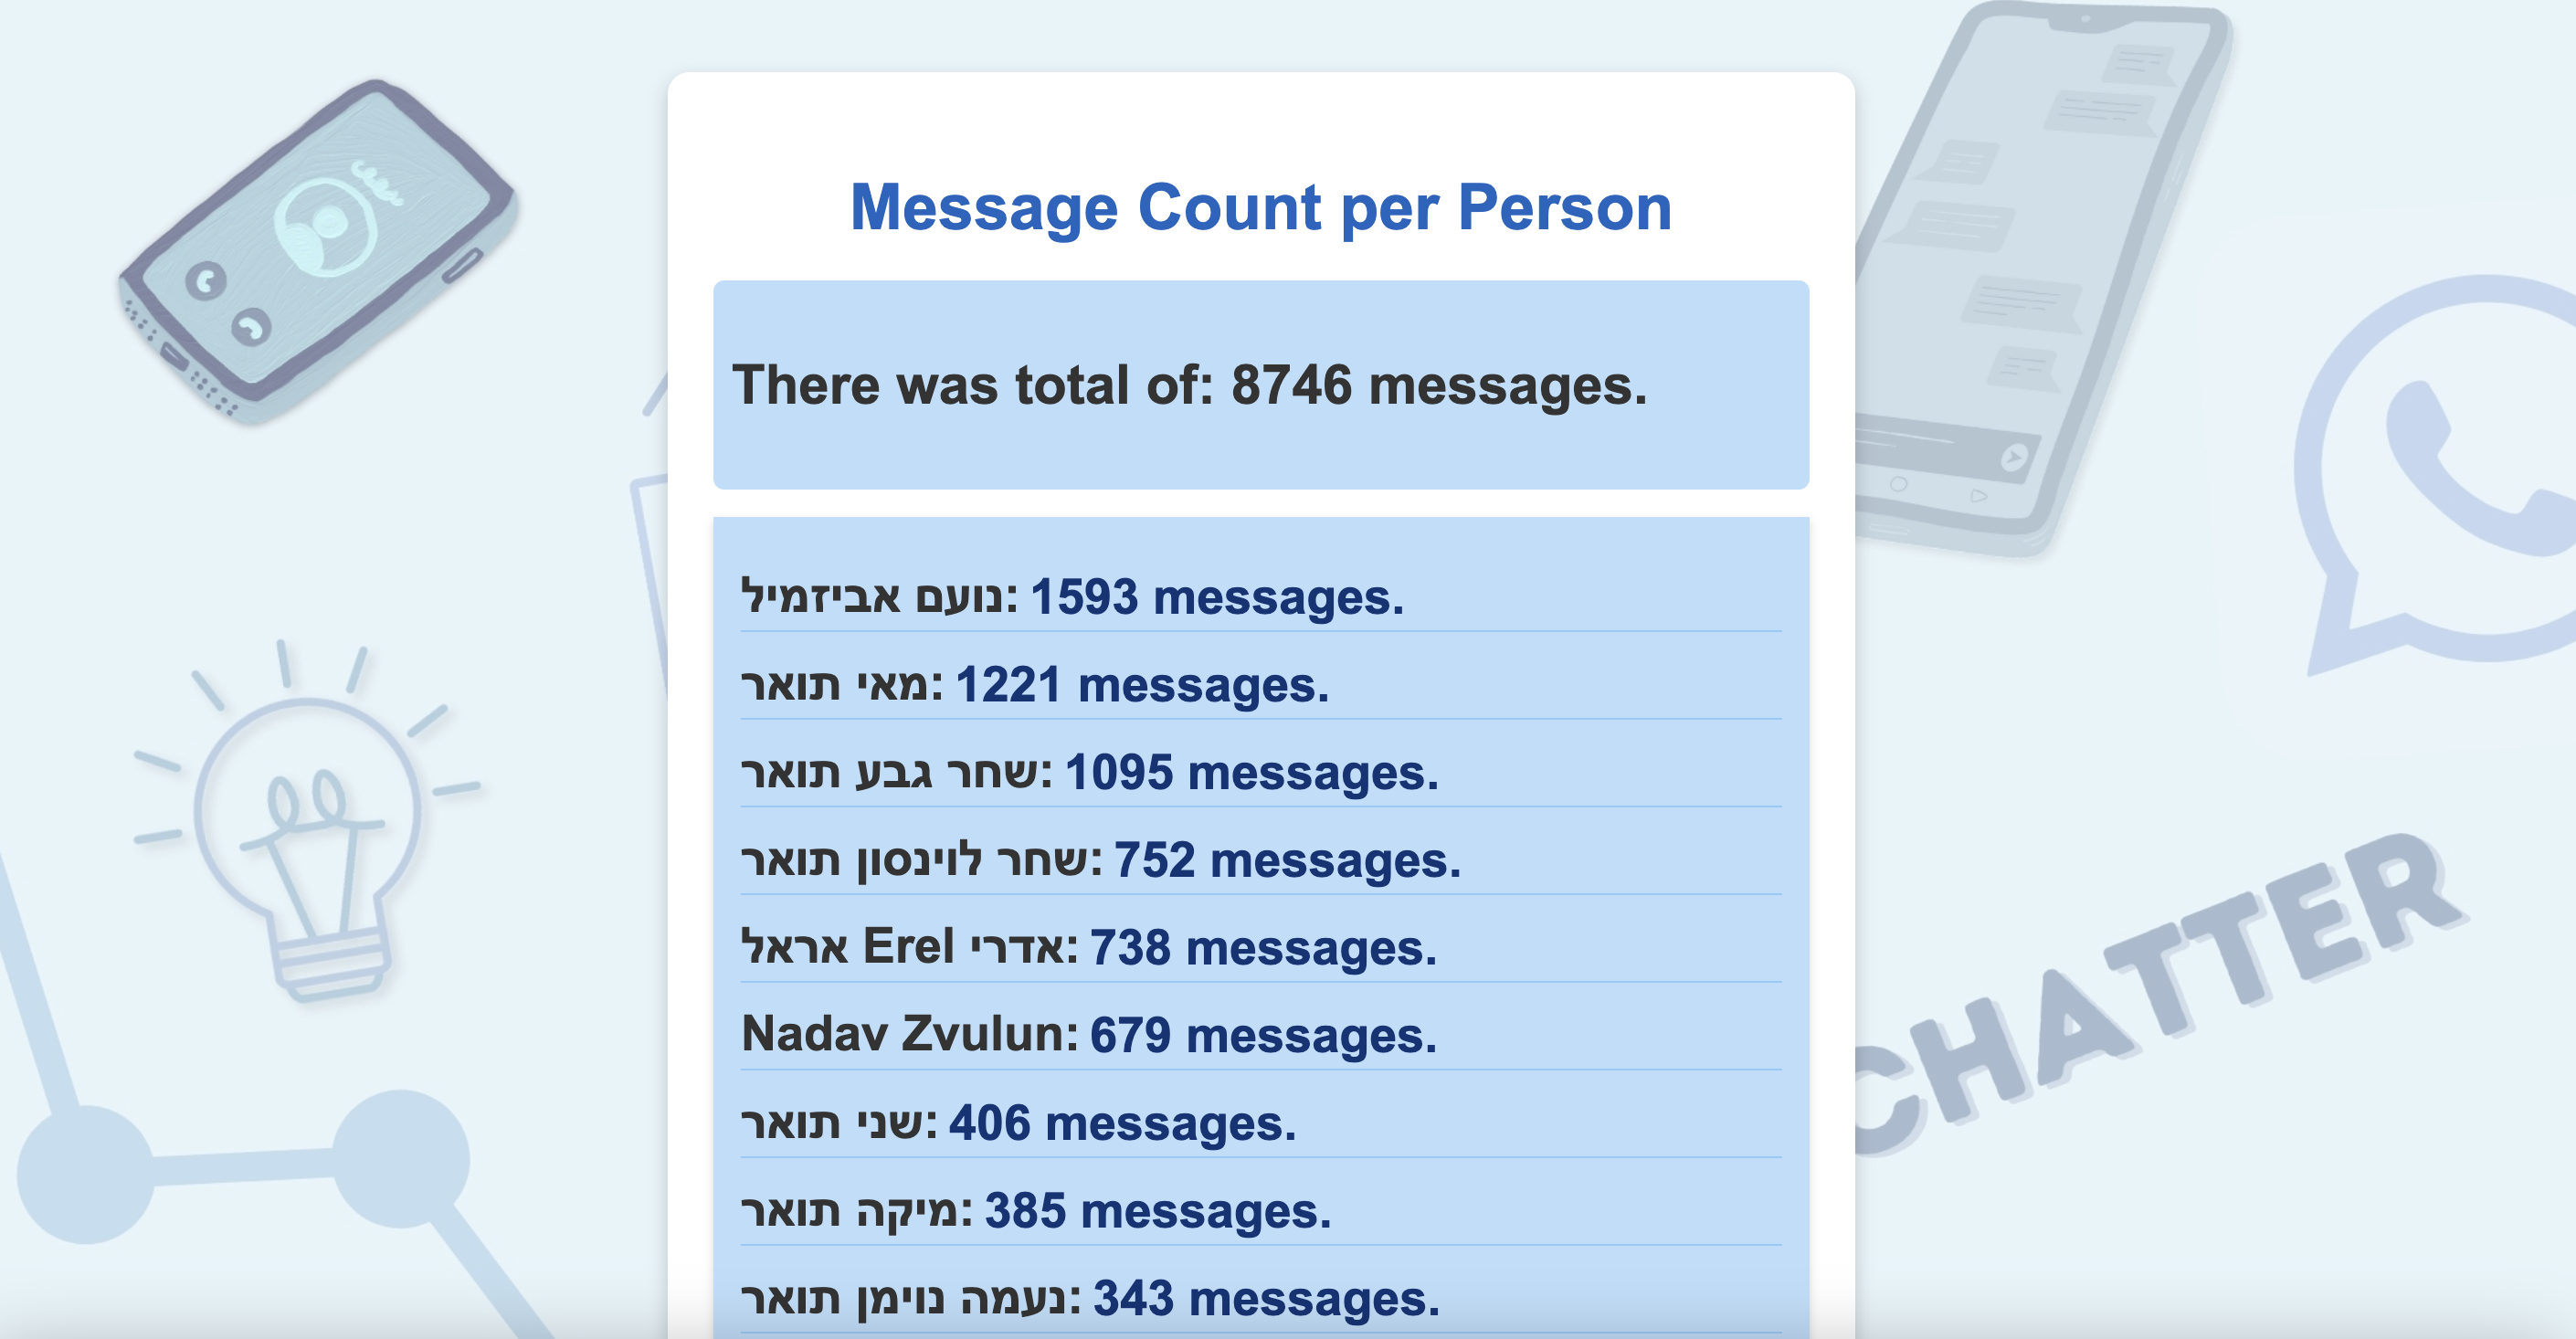 Message Count per Person
There was total of: 8746 messages.
נועם אביזמיל: 1593 messages.
מאי תואר: 1221 messages.
שחר גבע תואר: 1095 messages.
שחר לוינסון תואר: 752 messages.
אראל Erel אדרי: 738 messages.
Nadav Zvulun: 679 messages.
שני תואר: 406 messages.
מיקה תואר: 385 messages.
נעמה נוימן תואר: 343 messages.
CHATTER